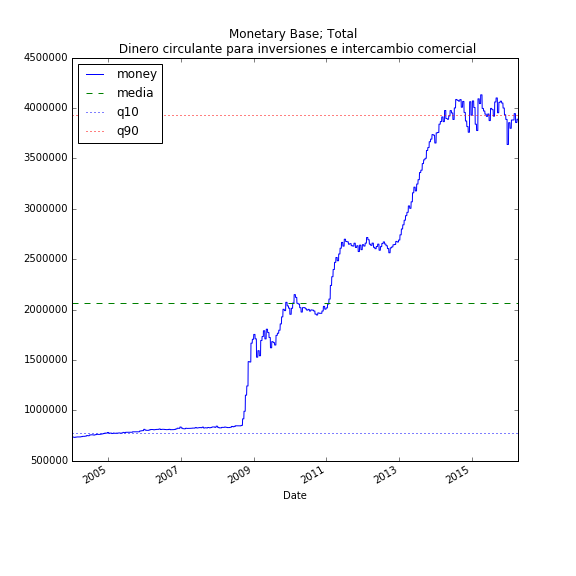 Monetary Base; Total
Dinero circulante para inversiones e intercambio comercial
4500000
4000000
3500000
3000000
2500000
2000000
1500000
1000000
500000
money
media
q10
q90
2005
2007
2009
2011
2013
2015
Date